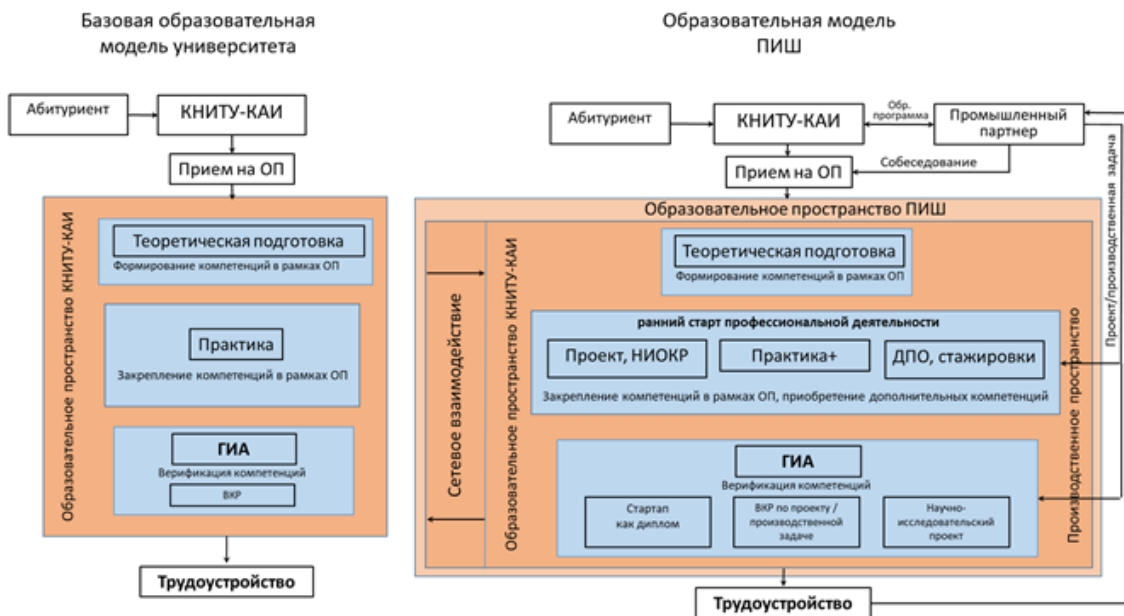 Базовая образовательная
модель университета
Абитуриент
КНИТУ-КАИ
Прием на ОП
Образовательное пространство КНИТУ-КАИ
Теоретическая подготовка
Формирование компетенций в рамках ОП
Практика
Закрепление компетенций в рамках ОП
ГИА
Верификация компетенций
ВКР
Трудоустройство
Образовательная модель
ПИШ
Абитуриент
КНИТУ-КАИ
Обр.
программа
Промышленный
партнер
Прием на ОП
Собеседование
Проект/производственная задача
Образовательное пространство ПИШ
Сетевое взаимодействие
Образовательное пространство КНИТУ-КАИ
Теоретическая подготовка
Формирование компетенций в рамках ОП
ранний старт профессиональной деятельности
Проект, НИОКР
Практика+
ДПО, стажировки
Закрепление компетенций в рамках ОП, приобретение дополнительных компетенций
Производственное пространство
ГИА
Верификация компетенций
Стартап
как диплом
ВКР по проекту /
производственной
задаче
Научно-
исследовательский
проект
Трудоустройство